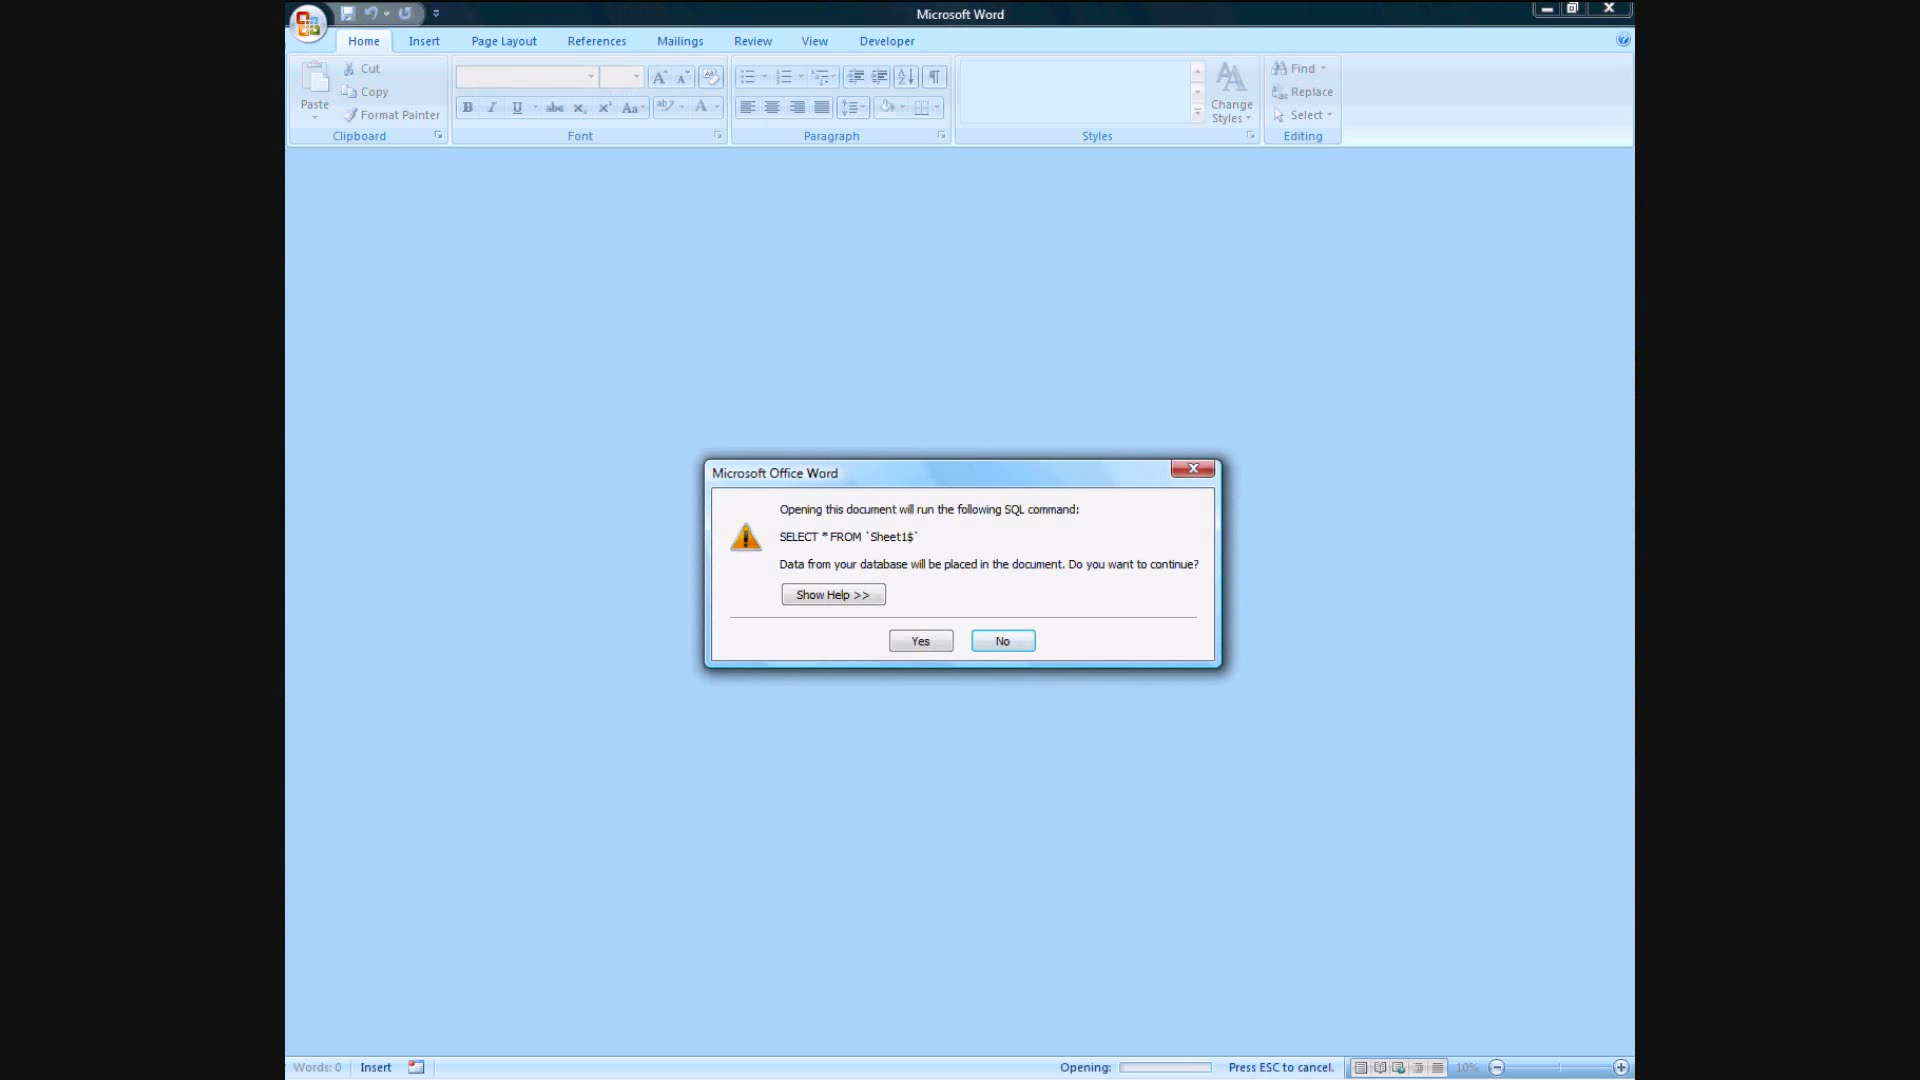 Microsoft Word
Home Insert Page Layout References Mailings Review View Developer
Paste
Cut
Copy
Format Painter
Clipboard
Font
Paragraph
Change Styles
Styles
Find
Replace
Select
Editing
Microsoft Office Word
Opening this document will run the following SQL command:
SELECT * FROM `Sheet1$`
Data from your database will be placed in the document. Do you want to continue?
Show Help >>
Yes No
Words: 0 Insert Opening: Press ESC to cancel. 10%